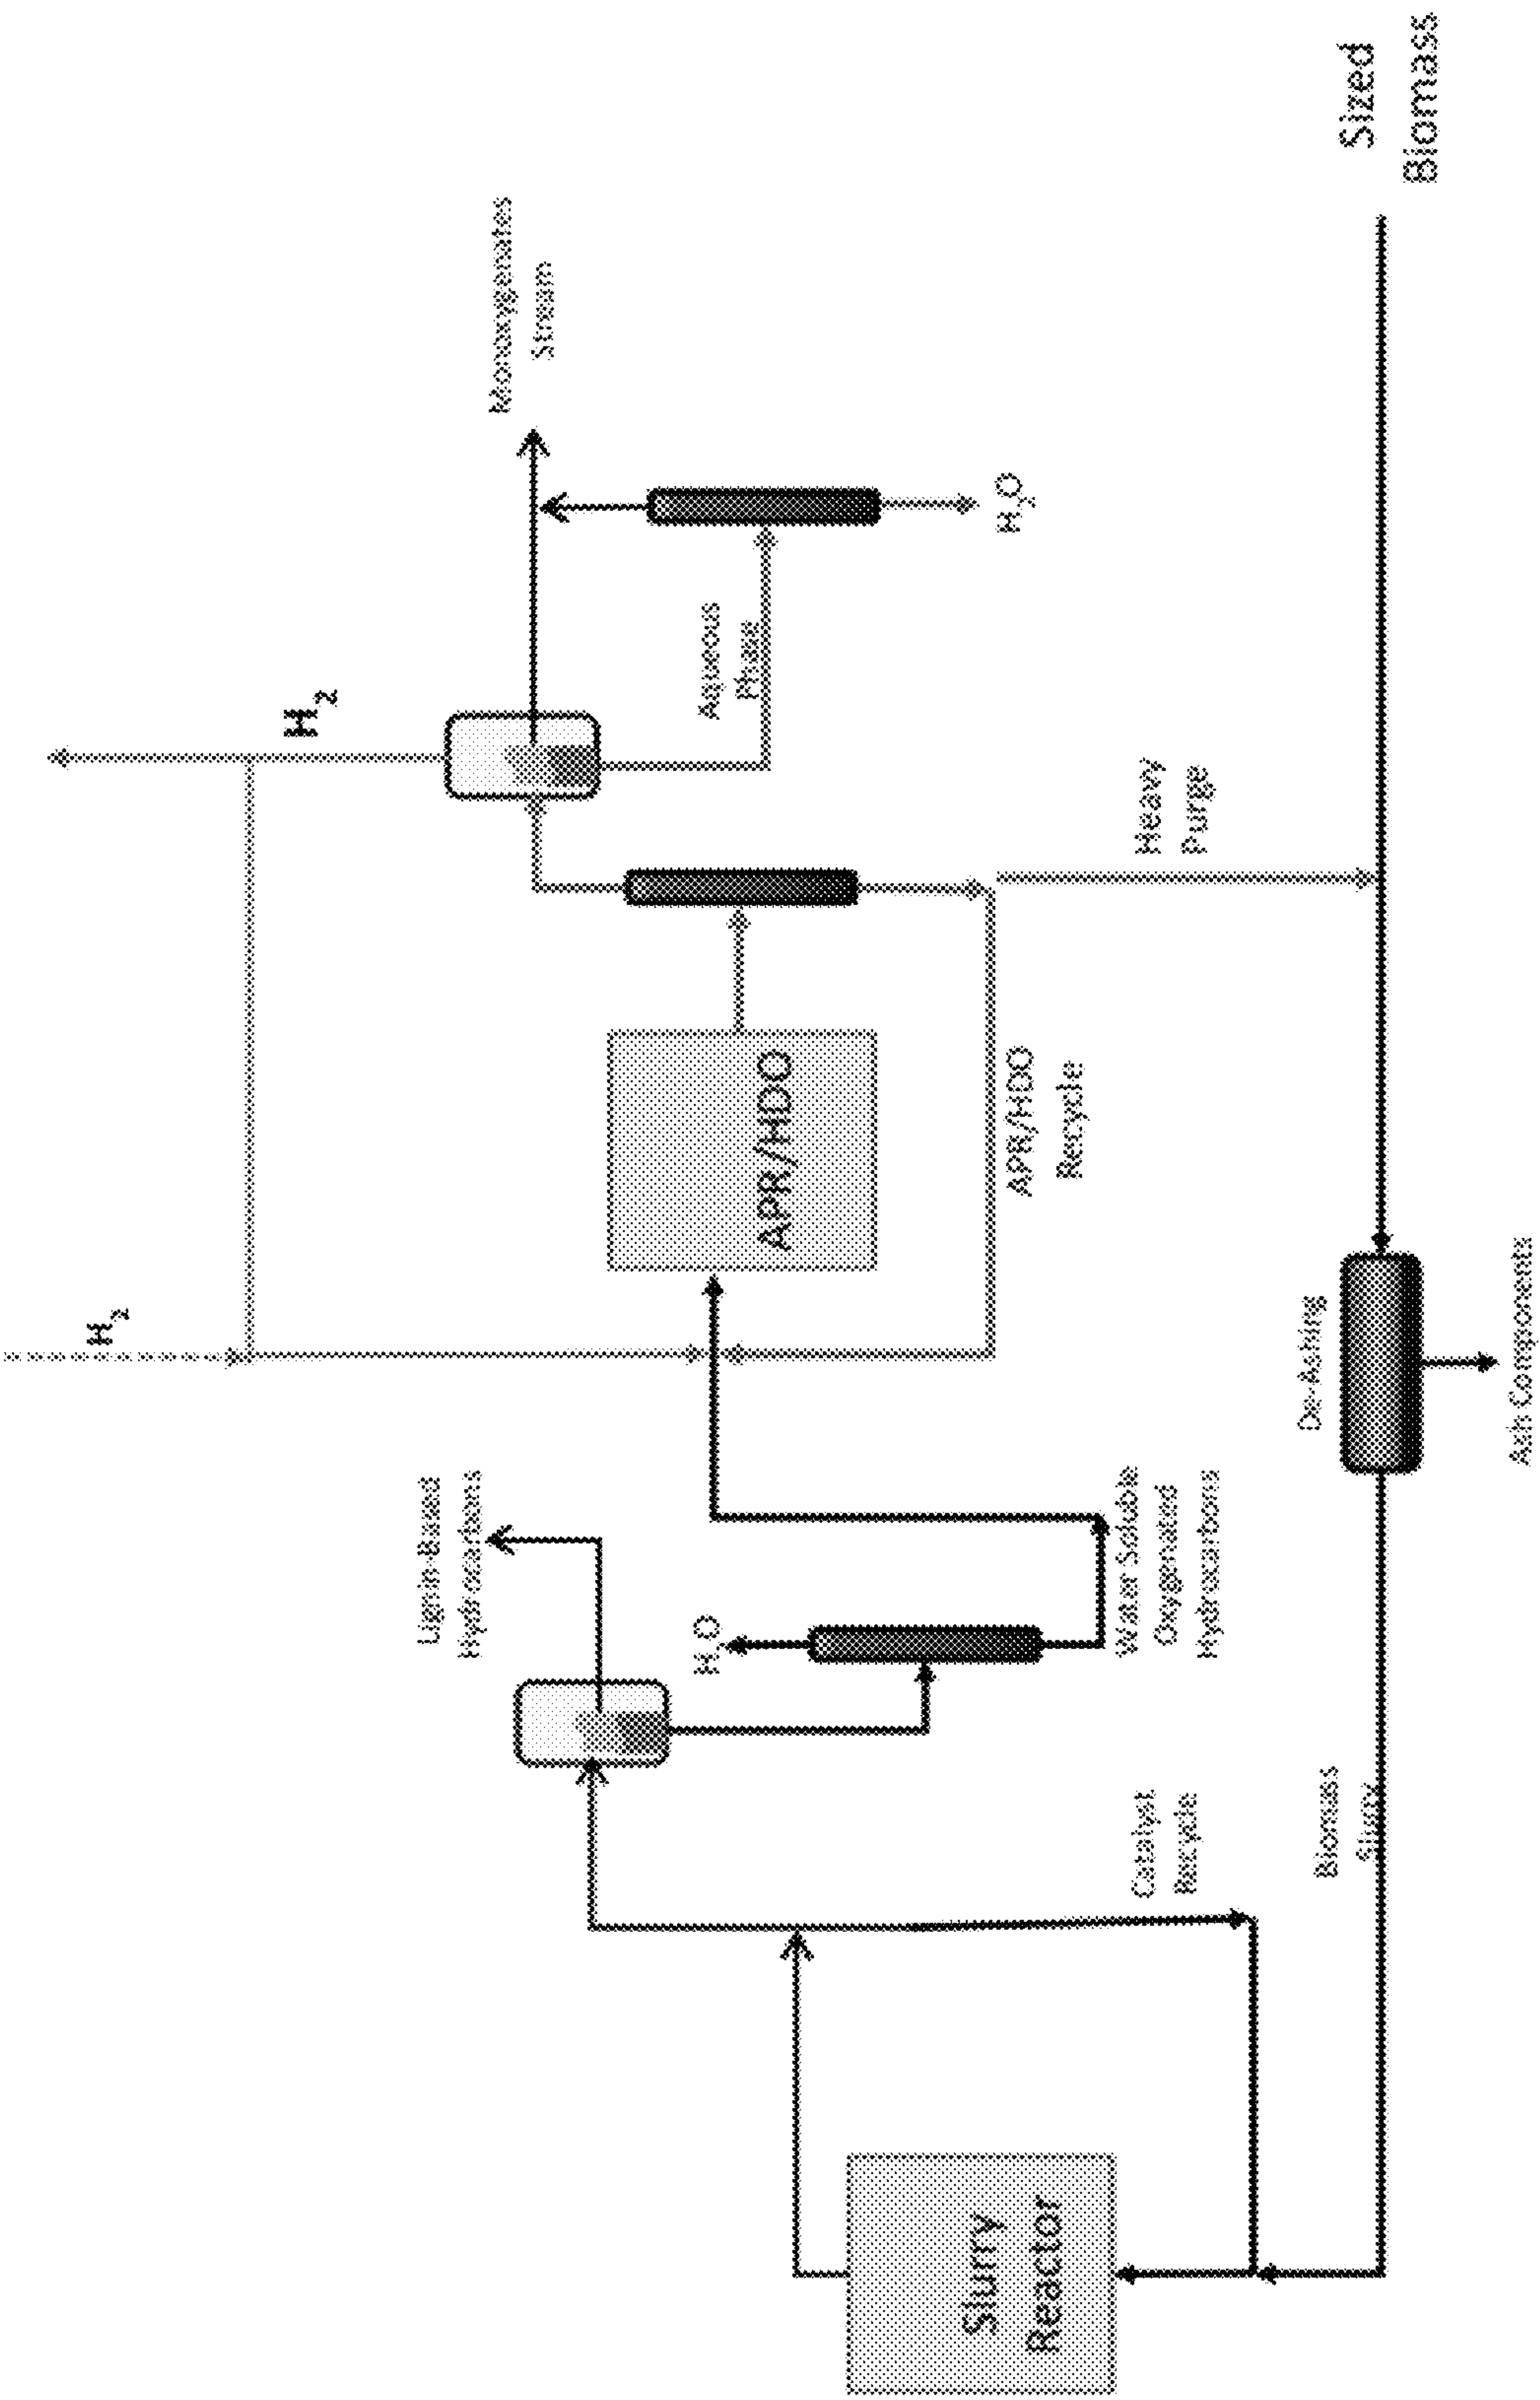 H2
H2
Monoxygenates
Stream
Lignin-Based
Hydrocarbons
H2O
APR/HDO
Aqueous
Phase
H2O
Slurry
Reactor
Catalyst
Recycle
Water Soluble
Oxygenated
Hydrocarbons
APR/HDO
Recycle
Heavy
Purge
Biomass
Slurry
De-Ashing
Ash Components
Sized
Biomass